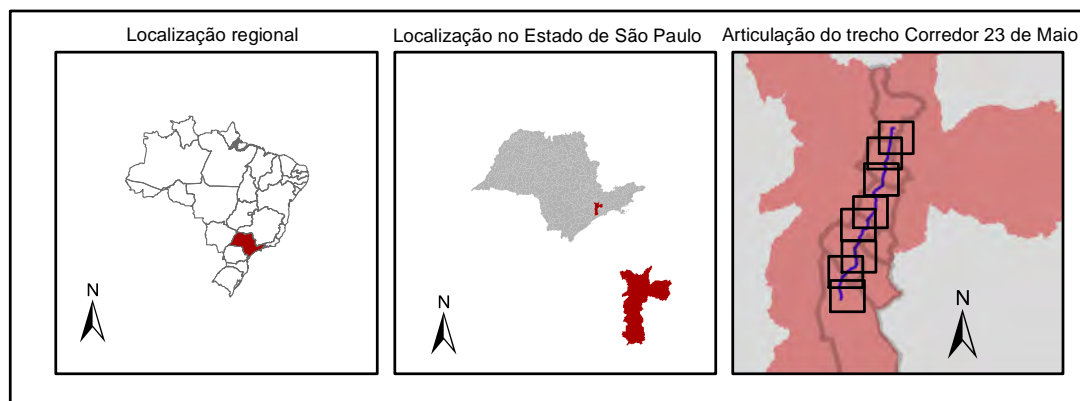 Localização regional
Localização no Estado de São Paulo
Articulação do trecho Corredor 23 de Maio
N
N
N